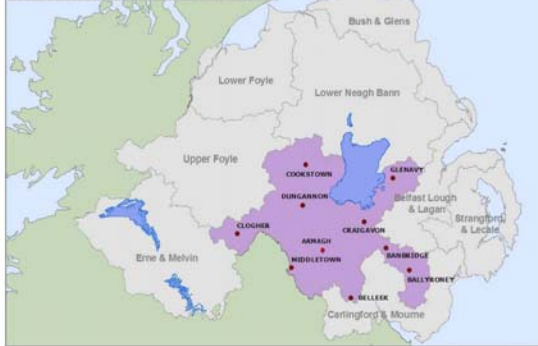 Bush & Glens
Lower Foyle
Lower Neagh Bann
Upper Foyle
COOKSTOWN
GLENAVY
DUNGANNON
Belfast Lough
& Lagan
Strangford
& Lecale
CRAIGAVON
CLOGHER
ARMAGH
BANBRIDGE
Erne & Melvin
MIDDLETOWN
BALLYRONEY
BELLEEK
Carlingford & Mourne